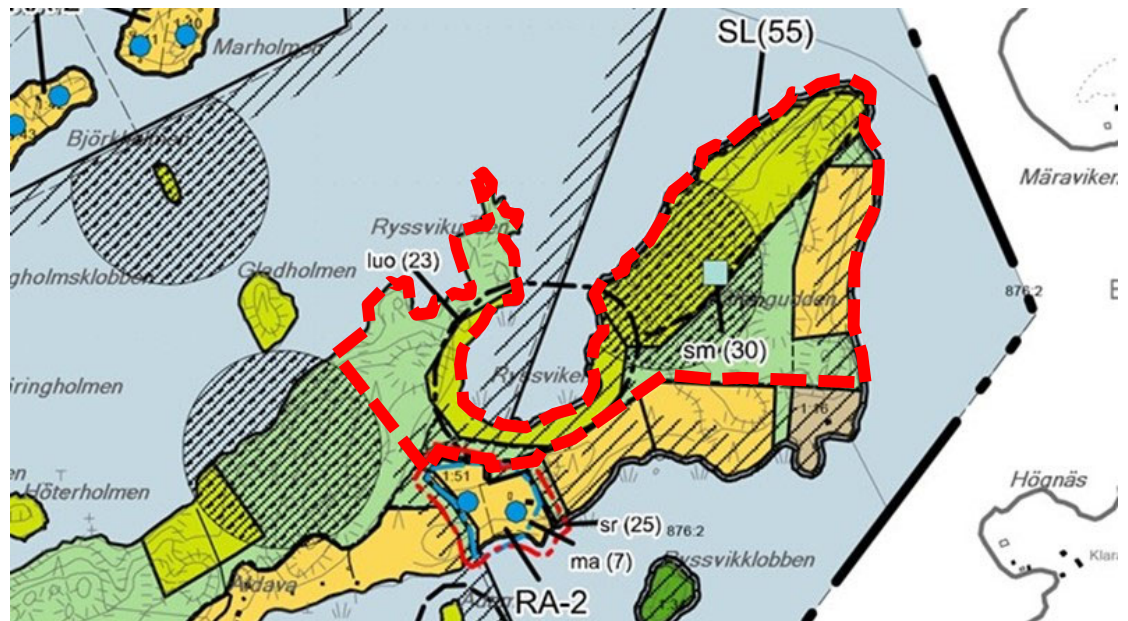 SL(55)
Marholmen
Björkholmen
Märaviken
Ryssvikudden
luo (23)
gholmsklobben
Gladholmen
876:2
sm (30)
Ryssviken
iringholmen
1:16
Högnäs
1:51
Höterholmen
sr (25)
876:2
ma (7)
Ryssvikklobben
Klara
RA-2